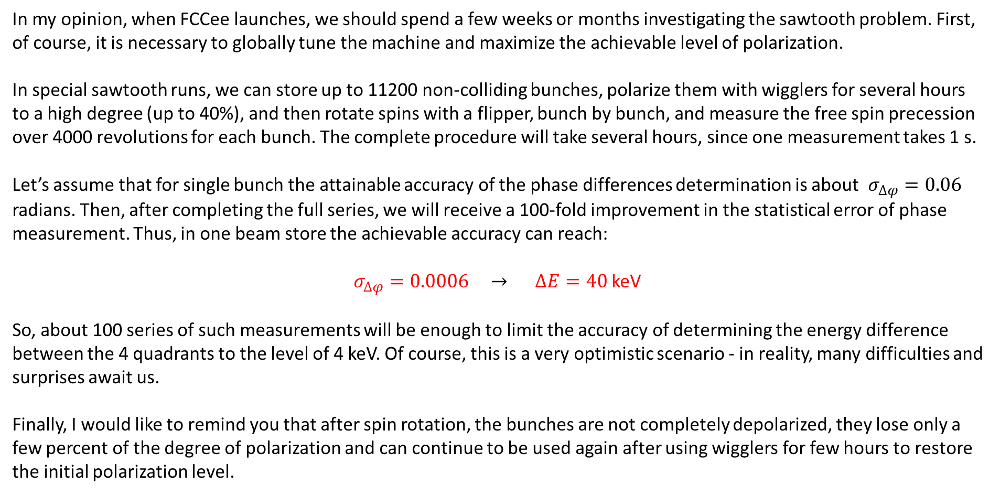 In my opinion, when FCCee launches, we should spend a few weeks or months investigating the sawtooth problem. First,
of course, it is necessary to globally tune the machine and maximize the achievable level of polarization.
In special sawtooth runs, we can store up to 11200 non-colliding bunches, polarize them with wigglers for several hours
to a high degree (up to 40%), and then rotate spins with a flipper, bunch by bunch, and measure the free spin precession
over 4000 revolutions for each bunch. The complete procedure will take several hours, since one measurement takes 1 s.
Let’s assume that for single bunch the attainable accuracy of the phase differences determination is about σ_Δφ = 0.06
radians. Then, after completing the full series, we will receive a 100-fold improvement in the statistical error of phase
measurement. Thus, in one beam store the achievable accuracy can reach:
σ_Δφ = 0.0006 → ΔE = 40 keV
So, about 100 series of such measurements will be enough to limit the accuracy of determining the energy difference
between the 4 quadrants to the level of 4 keV. Of course, this is a very optimistic scenario - in reality, many difficulties and
surprises await us.
Finally, I would like to remind you that after spin rotation, the bunches are not completely depolarized, they lose only a
few percent of the degree of polarization and can continue to be used again after using wigglers for few hours to restore
the initial polarization level.